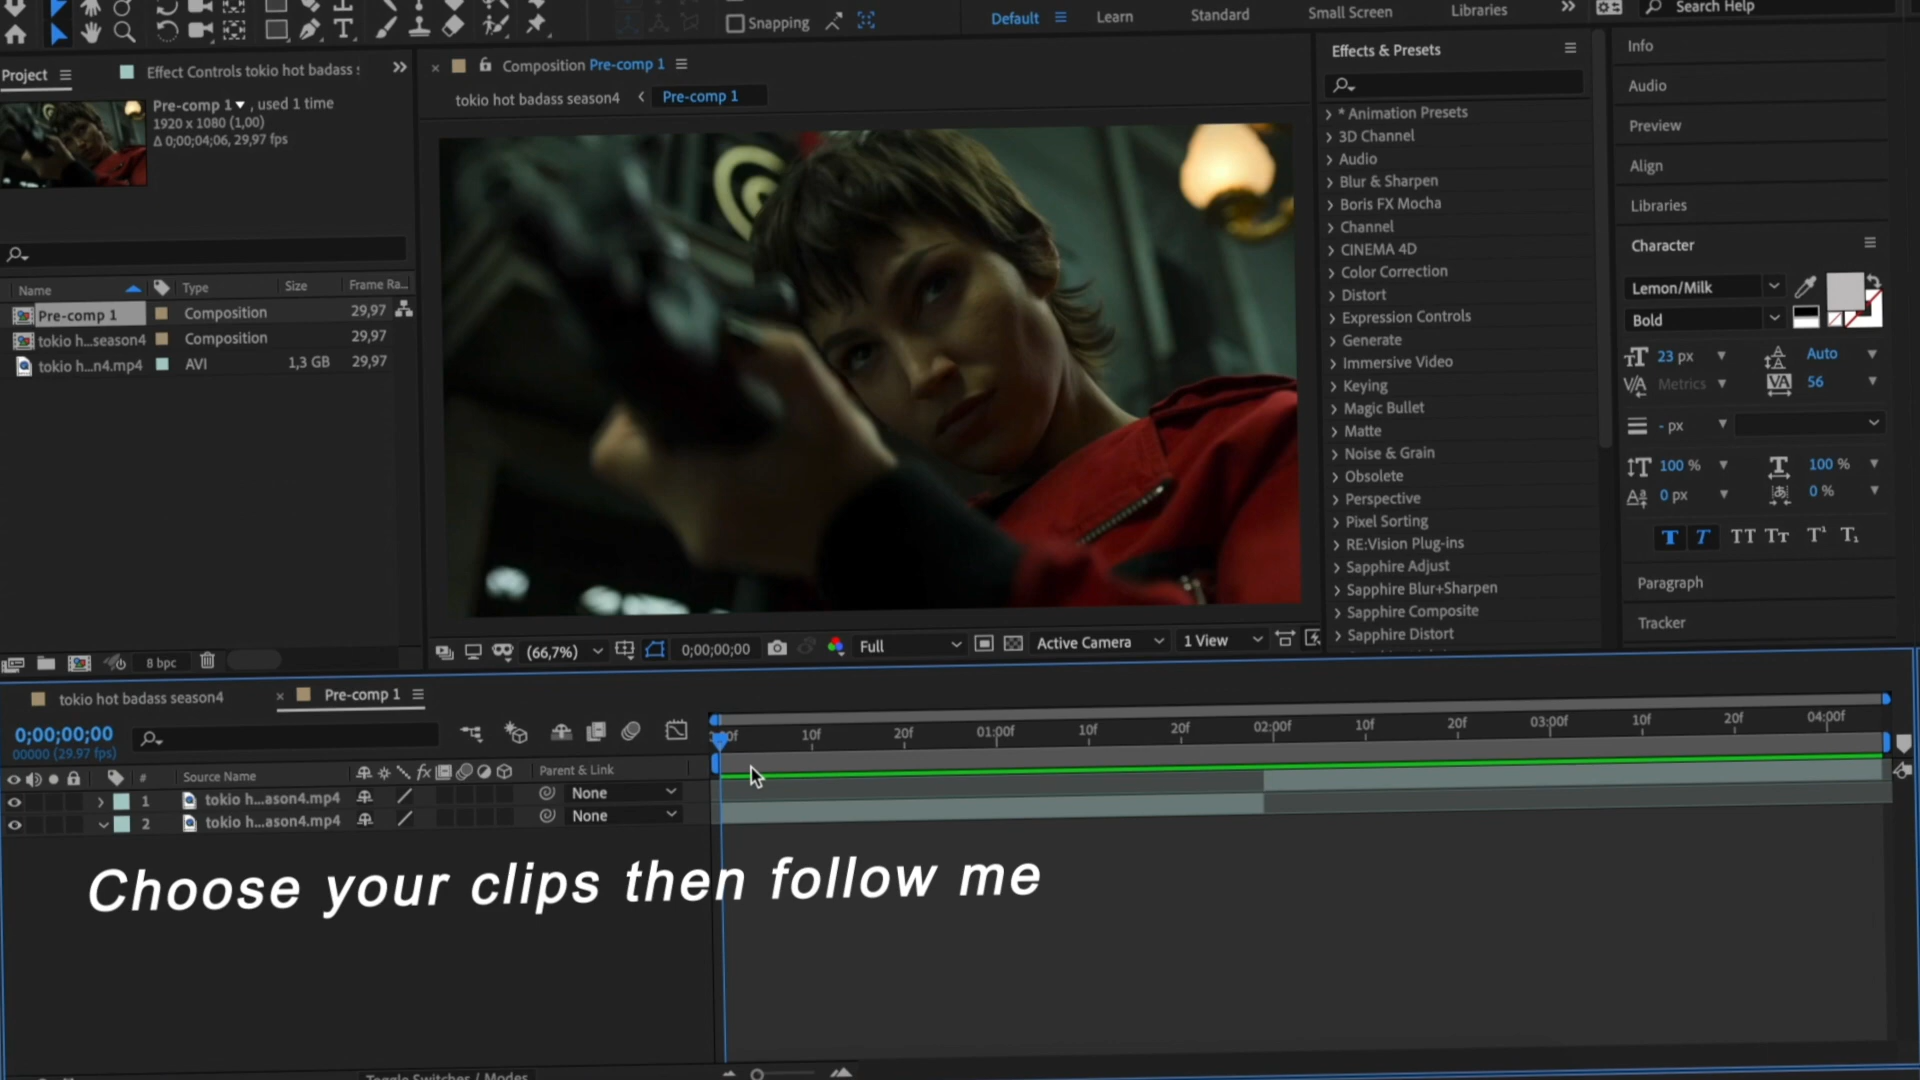 Snapping
Default
Learn
Standard
Small Screen
Libraries
Search Help
Project
Effect Controls tokio hot badass
Pre-comp 1, used 1 time
1920 x 1080 (1,00)
Δ 0;00;04;06, 29,97 fps
Name Type Size Frame Ra...
Pre-comp 1 Composition 29,97
tokio h...season4 Composition 29,97
tokio h...n4.mp4 AVI 1,3 GB 29,97
8 bpc
Composition Pre-comp 1
tokio hot badass season4 Pre-comp 1
(66,7%) 0;00;00;00 Full Active Camera 1 View
Effects & Presets
* Animation Presets
3D Channel
Audio
Blur & Sharpen
Boris FX Mocha
Channel
CINEMA 4D
Color Correction
Distort
Expression Controls
Generate
Immersive Video
Keying
Magic Bullet
Matte
Noise & Grain
Obsolete
Perspective
Pixel Sorting
RE:Vision Plug-ins
Sapphire Adjust
Sapphire Blur+Sharpen
Sapphire Composite
Sapphire Distort
Info
Audio
Preview
Align
Libraries
Character
Lemon/Milk
Bold
23 px Auto
Metrics 56
- px
100 % 100 %
0 px 0 %
Paragraph
Tracker
tokio hot badass season4 Pre-comp 1
0;00;00;00
00000 (29.97 fps)
10f 20f 01:00f 10f 20f 02:00f 10f 20f 03:00f 10f 20f 04:00f
# Source Name Parent & Link
1 tokio h...ason4.mp4 None
2 tokio h...ason4.mp4 None
Choose your clips then follow me
Toggle Switches / Modes